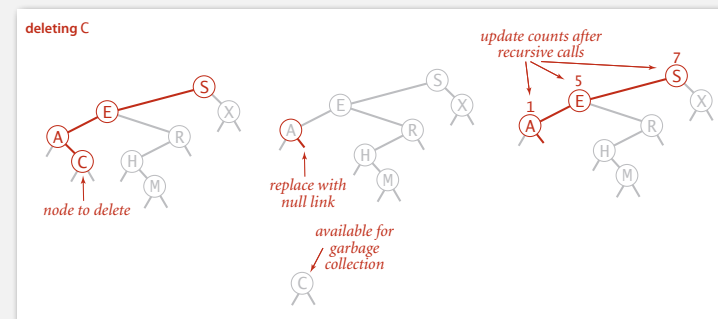 deleting C
S
E
X
A
R
C
H
M
node to delete
S
E
X
A
R
H
M
replace with
null link
available for
garbage
collection
C
update counts after
recursive calls
7
S
5
E
X
1
A
R
H
M